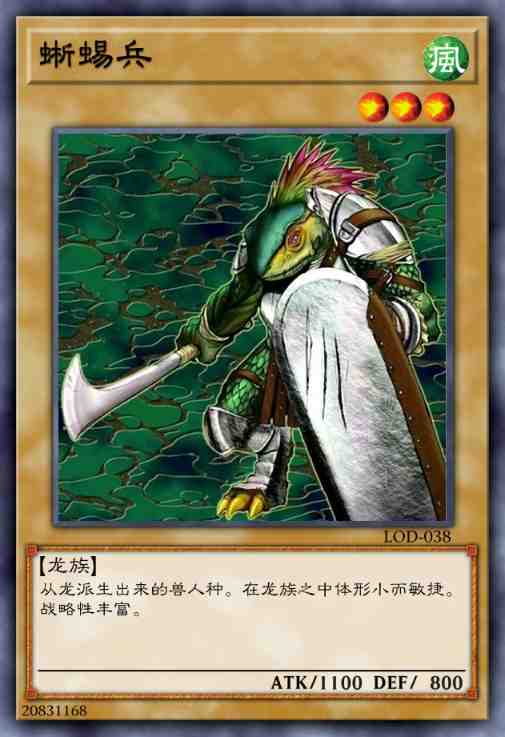 蜥蜴兵
風
LOD-038
【龙族】
从龙派生出来的兽人种。在龙族之中体形小而敏捷。
战略性丰富。
ATK/1100 DEF/ 800
20831168